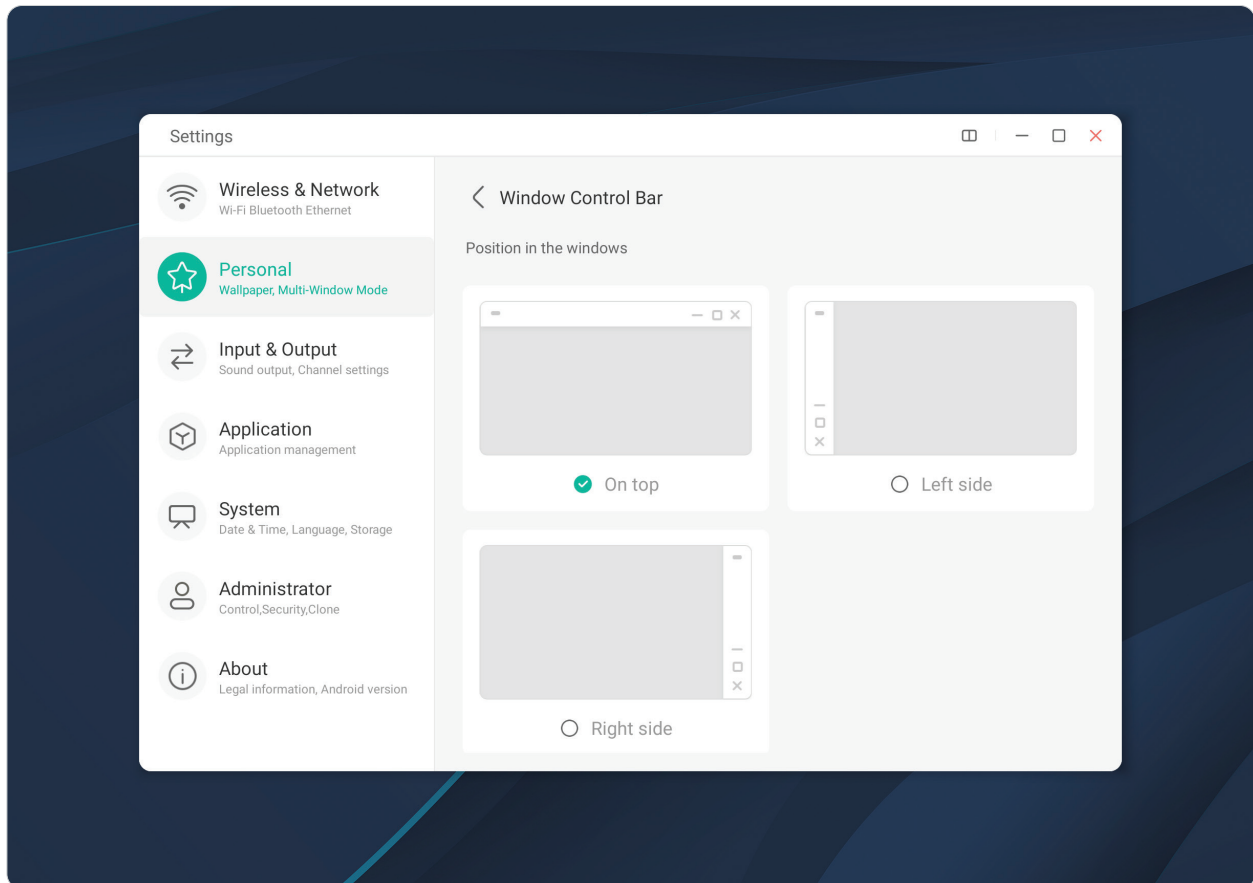 Settings
Wireless & Network
Wi-Fi Bluetooth Ethernet
Personal
Wallpaper, Multi-Window Mode
Input & Output
Sound output, Channel settings
Application
Application management
System
Date & Time, Language, Storage
Administrator
Control,Security,Clone
About
Legal information, Android version
Window Control Bar
Position in the windows
On top
Left side
Right side